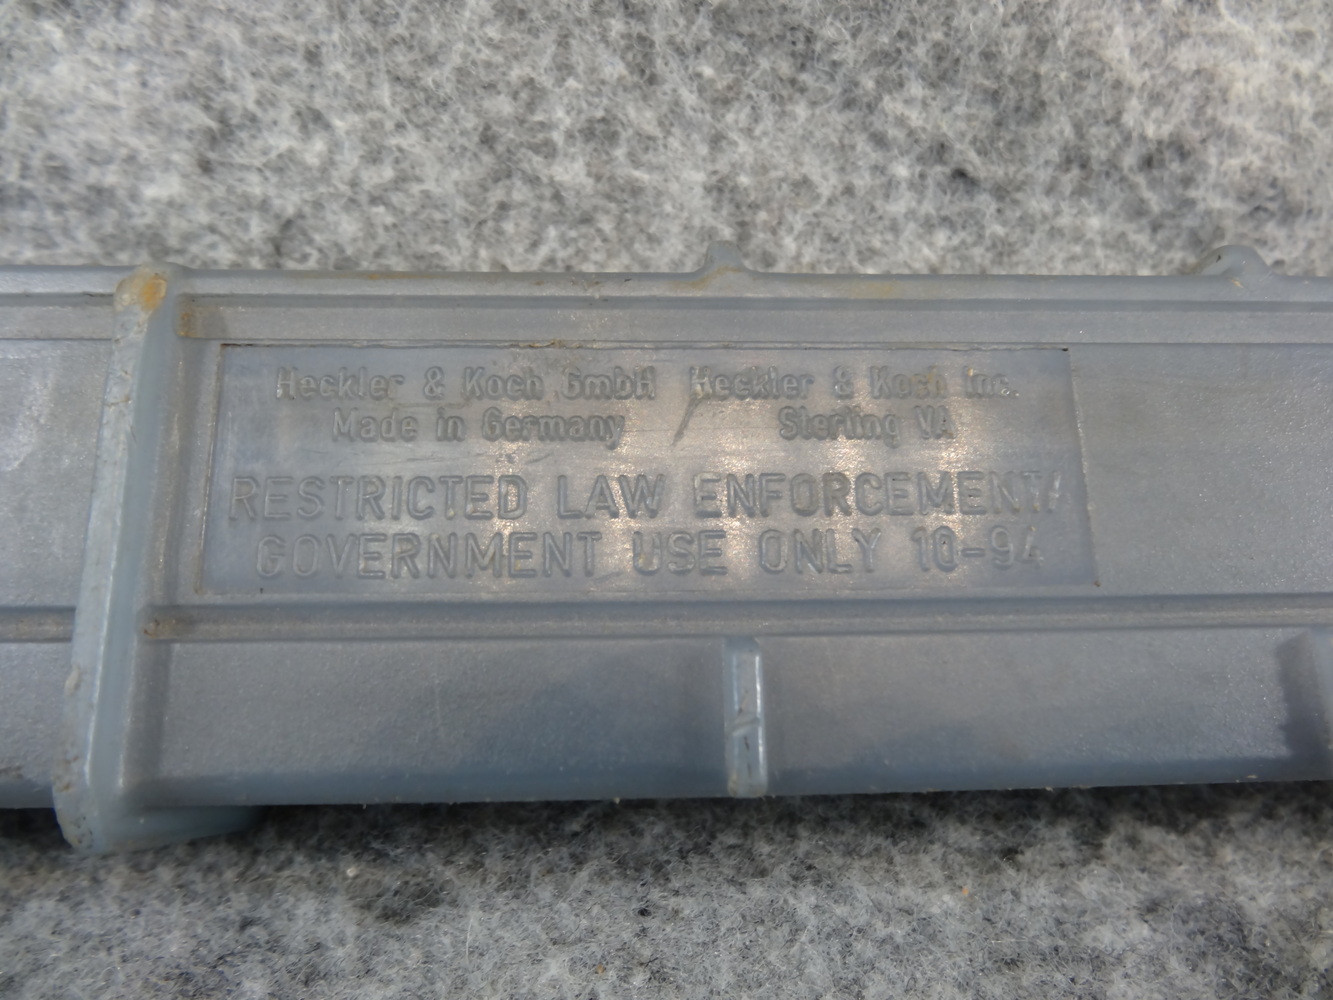 Heckler & Koch GmbH Heckler & Koch Inc.
Made in Germany Sterling VA
RESTRICTED LAW ENFORCEMENT/
GOVERNMENT USE ONLY 10-94